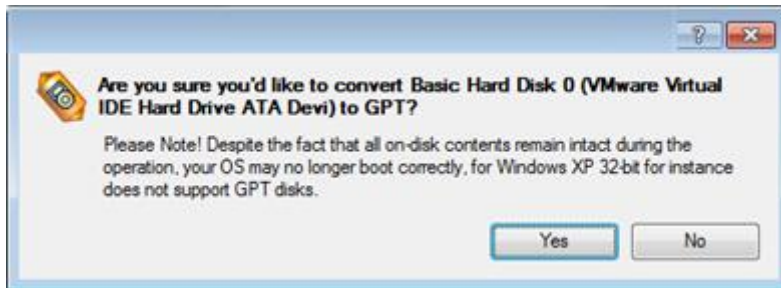 Are you sure you'd like to convert Basic Hard Disk 0 (VMware Virtual
IDE Hard Drive ATA Devi) to GPT?
Please Note! Despite the fact that all on-disk contents remain intact during the
operation, your OS may no longer boot correctly, for Windows XP 32-bit for instance
does not support GPT disks.
Yes No